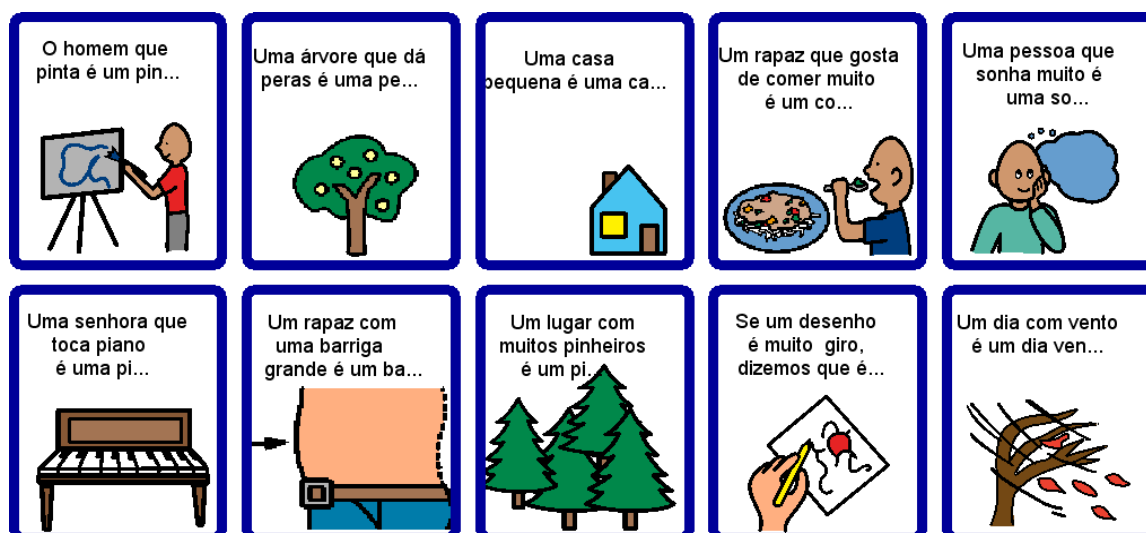 O homem que
pinta é um pin...
Uma árvore que dá
peras é uma pe...
Uma casa
pequena é uma ca...
Um rapaz que gosta
de comer muito
é um co...
Uma pessoa que
sonha muito é
uma so...
Uma senhora que
toca piano
é uma pi...
Um rapaz com
uma barriga
grande é um ba...
Um lugar com
muitos pinheiros
é um pi...
Se um desenho
é muito giro,
dizemos que é...
Um dia com vento
é um dia ven...